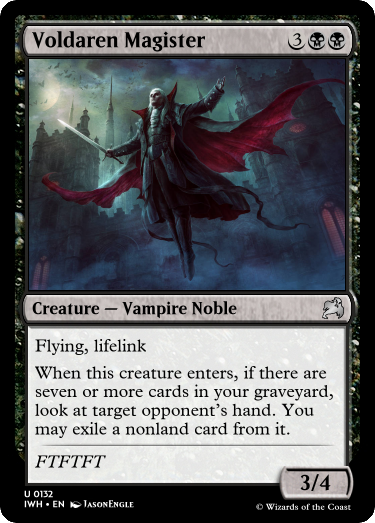 Voldaren Magister 3
Creature — Vampire Noble
Flying, lifelink
When this creature enters, if there are
seven or more cards in your graveyard,
look at target opponent's hand. You
may exile a nonland card from it.
FTFTFT
3/4
U 0132
IWH • EN JasonEngle
© Wizards of the Coast